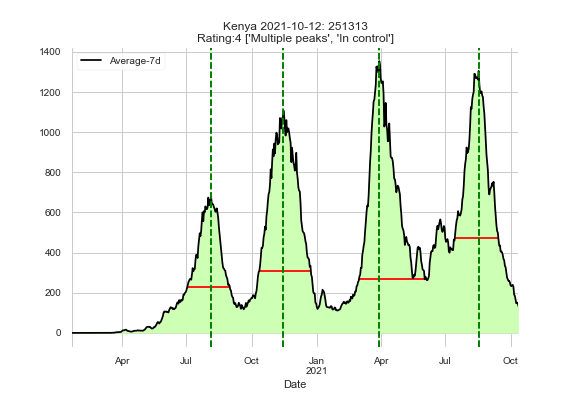 Kenya 2021-10-12: 251313
Rating:4 ['Multiple peaks', 'In control']
Average-7d
1400
1200
1000
800
600
400
200
0
Apr
Jul
Oct
Jan
2021
Apr
Jul
Oct
Date